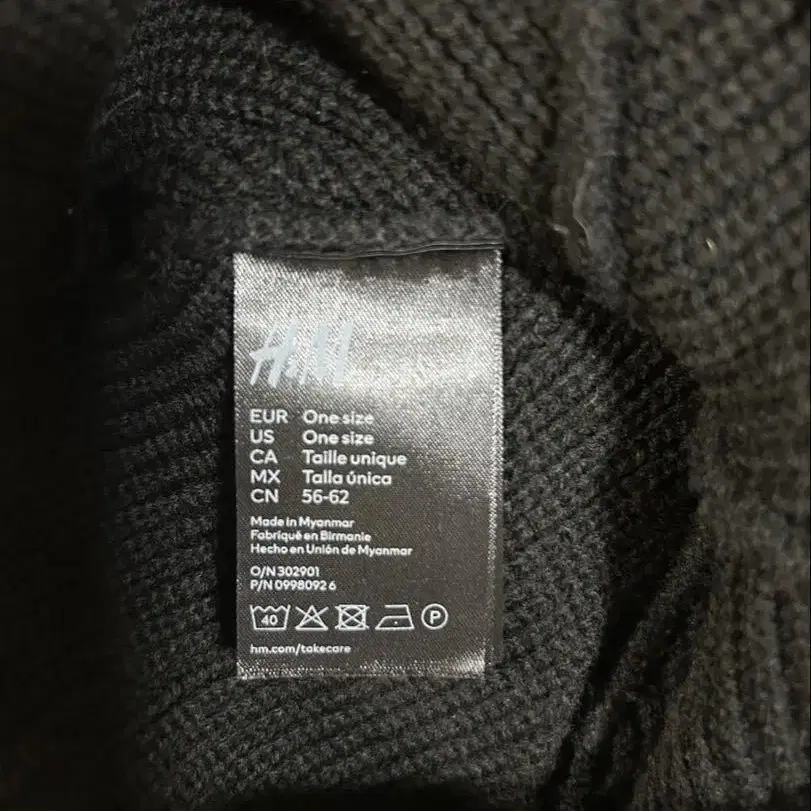 H&M
EUR One size
US One size
CA Taille unique
MX Talla única
CN 56-62
Made in Myanmar
Fabriqué en Birmanie
Hecho en Unión de Myanmar
O/N 302901
P/N 0998092 6
40 P
hm.com/takecare